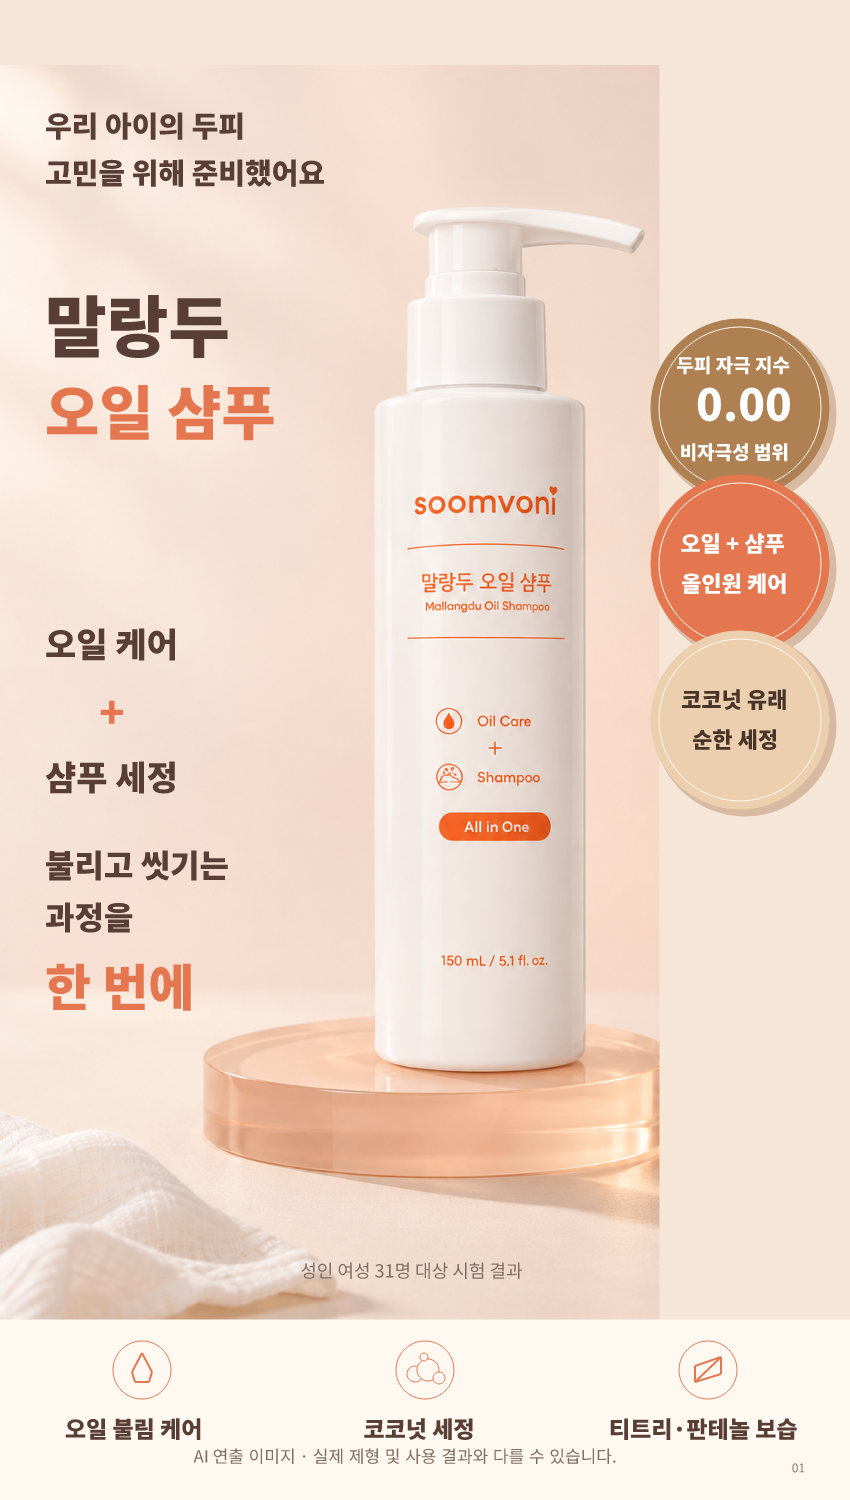 우리 아이의 두피
고민을 위해 준비했어요
말랑두
오일 샴푸
오일 케어
+
샴푸 세정
불리고 씻기는
과정을
한 번에
soomvoni
말랑두 오일 샴푸
Mallangdu Oil Shampoo
Oil Care
+
Shampoo
All in One
150 mL / 5.1 fl. oz.
두피 자극 지수
0.00
비자극성 범위
오일 + 샴푸
올인원 케어
코코넛 유래
순한 세정
성인 여성 31명 대상 시험 결과
오일 불림 케어
코코넛 세정
티트리·판테놀 보습
AI 연출 이미지 · 실제 제형 및 사용 결과와 다를 수 있습니다.
01